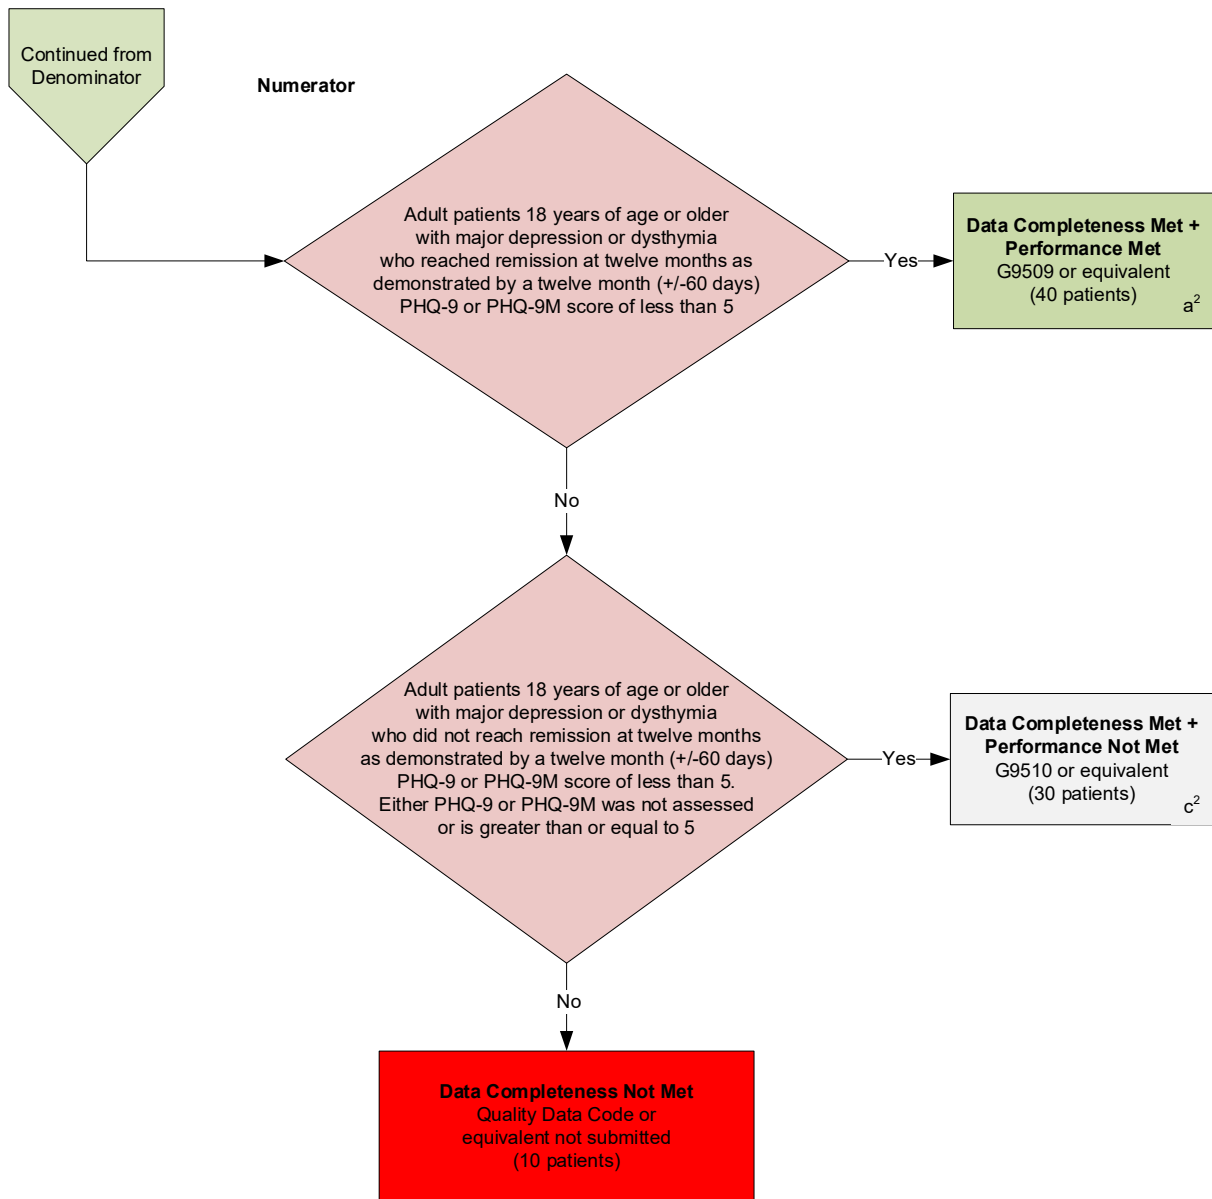 Continued from
Denominator
Numerator
Adult patients 18 years of age or older
with major depression or dysthymia
who reached remission at twelve months as
demonstrated by a twelve month (+/-60 days)
PHQ-9 or PHQ-9M score of less than 5
Yes
Data Completeness Met +
Performance Met
G9509 or equivalent
(40 patients)
a²
No
Adult patients 18 years of age or older
with major depression or dysthymia
who did not reach remission at twelve months
as demonstrated by a twelve month (+/-60 days)
PHQ-9 or PHQ-9M score of less than 5.
Either PHQ-9 or PHQ-9M was not assessed
or is greater than or equal to 5
Yes
Data Completeness Met +
Performance Not Met
G9510 or equivalent
(30 patients)
c²
No
Data Completeness Not Met
Quality Data Code or
equivalent not submitted
(10 patients)